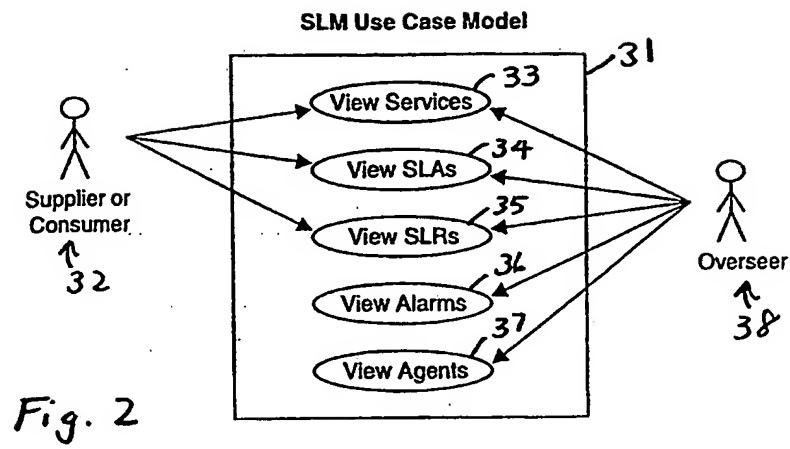 SLM Use Case Model
31
33
View Services
34
View SLAs
Supplier or
Consumer
32
35
View SLRs
Overseer
38
36
View Alarms
37
View Agents
Fig. 2